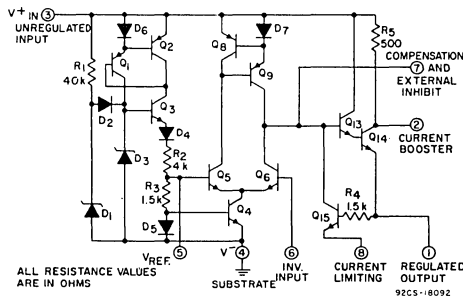 V+ IN ③
UNREGULATED
INPUT
D6
Q2
Q1
R1
40k
D2
Q3
D4
D3
R2
4k
R3
1.5k
D5
D1
Q8
D7
Q9
Q5
Q6
Q4
R5
500
COMPENSATION
⑦ AND
EXTERNAL
INHIBIT
Q13
Q14
②
CURRENT
BOOSTER
R4
1.5k
Q15
ALL RESISTANCE VALUES
ARE IN OHMS
⑤
VREF.
V- ④
SUBSTRATE
⑥
INV.
INPUT
⑧
CURRENT
LIMITING
①
REGULATED
OUTPUT
92CS-18092